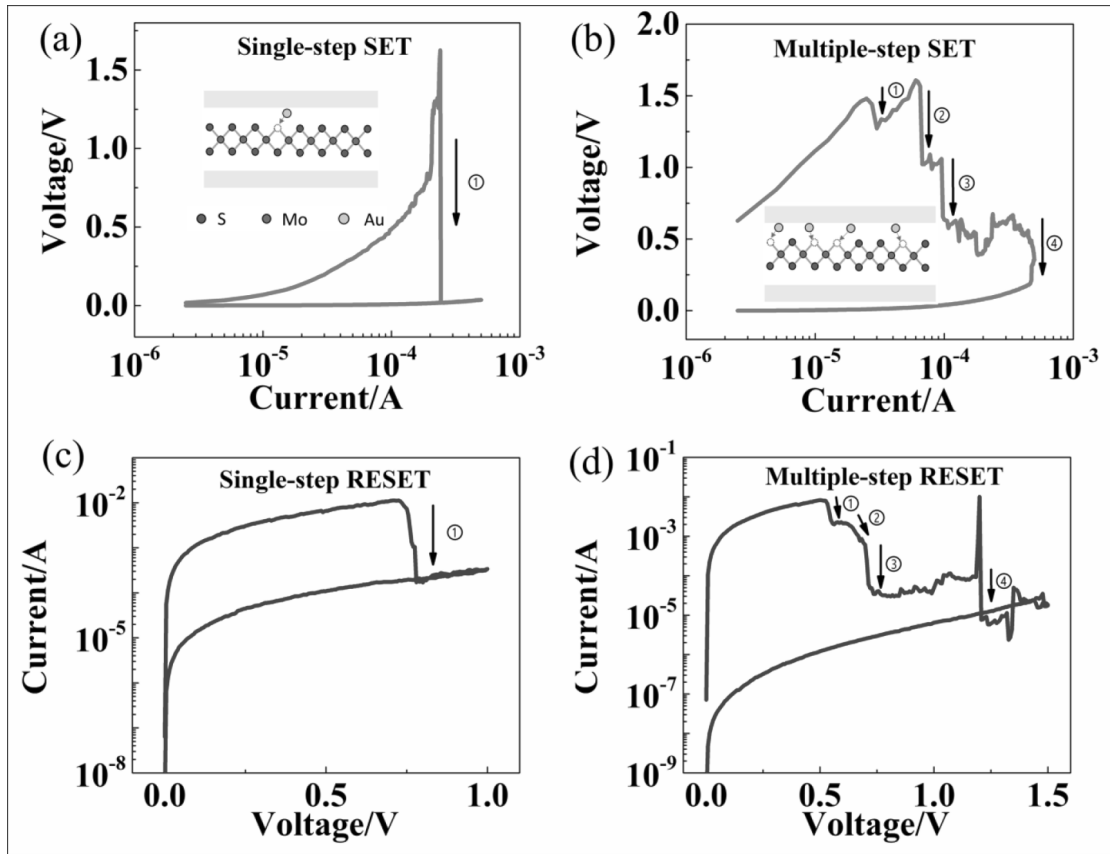 (a)
Single-step SET
Voltage/V
1.5
1.0
0.5
0.0
①
S Mo Au
10⁻⁶ 10⁻⁵ 10⁻⁴ 10⁻³
Current/A
(b)
Multiple-step SET
Voltage/V
2.0
1.5
1.0
0.5
0.0
①
②
③
④
10⁻⁶ 10⁻⁵ 10⁻⁴ 10⁻³
Current/A
(c)
Single-step RESET
Current/A
10⁻²
10⁻⁵
10⁻⁸
①
0.0 0.5 1.0
Voltage/V
(d)
Multiple-step RESET
Current/A
10⁻¹
10⁻³
10⁻⁵
10⁻⁷
10⁻⁹
①
②
③
④
0.0 0.5 1.0 1.5
Voltage/V